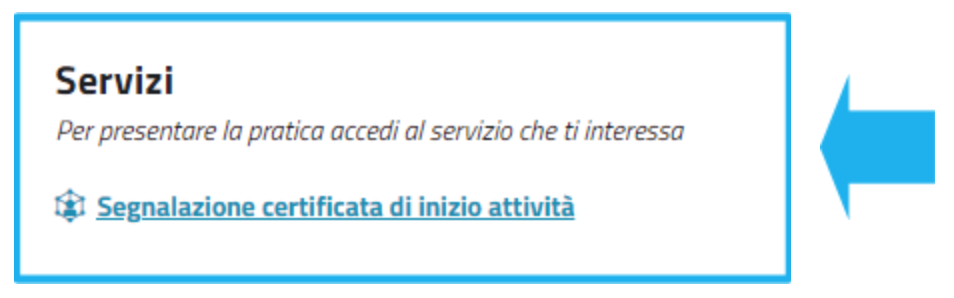 Servizi
Per presentare la pratica accedi al servizio che ti interessa
Segnalazione certificata di inizio attività